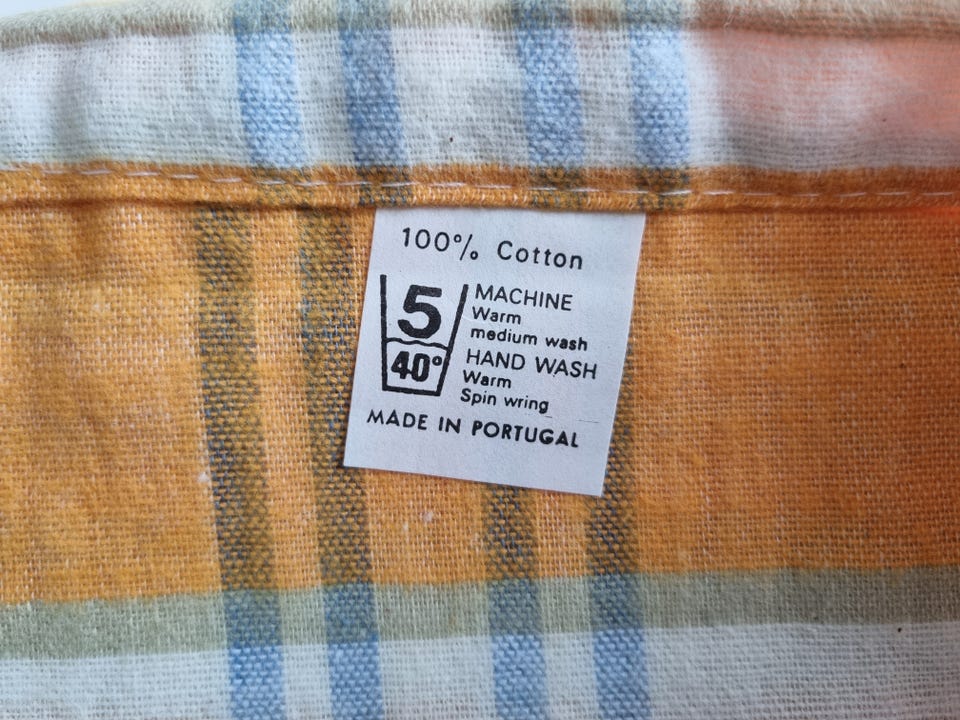 100% Cotton
5
40°
MACHINE
Warm
medium wash
HAND WASH
Warm
Spin wring
MADE IN PORTUGAL